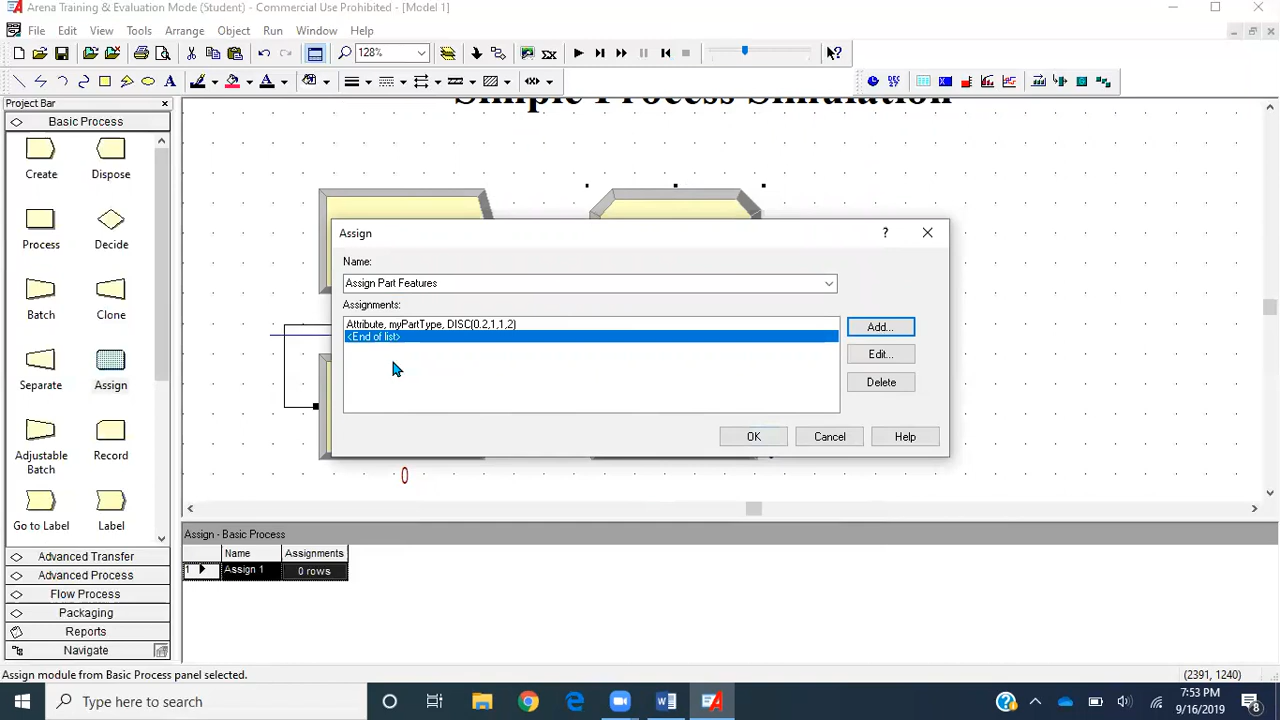 Arena Training & Evaluation Mode (Student) - Commercial Use Prohibited - [Model 1]
File Edit View Tools Arrange Object Run Window Help
128%
Project Bar
Simple Process Simulation
Basic Process
Create Dispose
Process Decide
Batch Clone
Separate Assign
Adjustable Batch Record
Go to Label Label
Advanced Transfer
Advanced Process
Flow Process
Packaging
Reports
Navigate
Assign
Name:
Assign Part Features
Assignments:
Attribute, myPartType, DISC(0.2,1,1,2)
<End of list>
Add...
Edit...
Delete
OK Cancel Help
0
Assign - Basic Process
Name Assignments
1 Assign 1 0 rows
Assign module from Basic Process panel selected.
(2391, 1240)
Type here to search
7:53 PM
9/16/2019
8